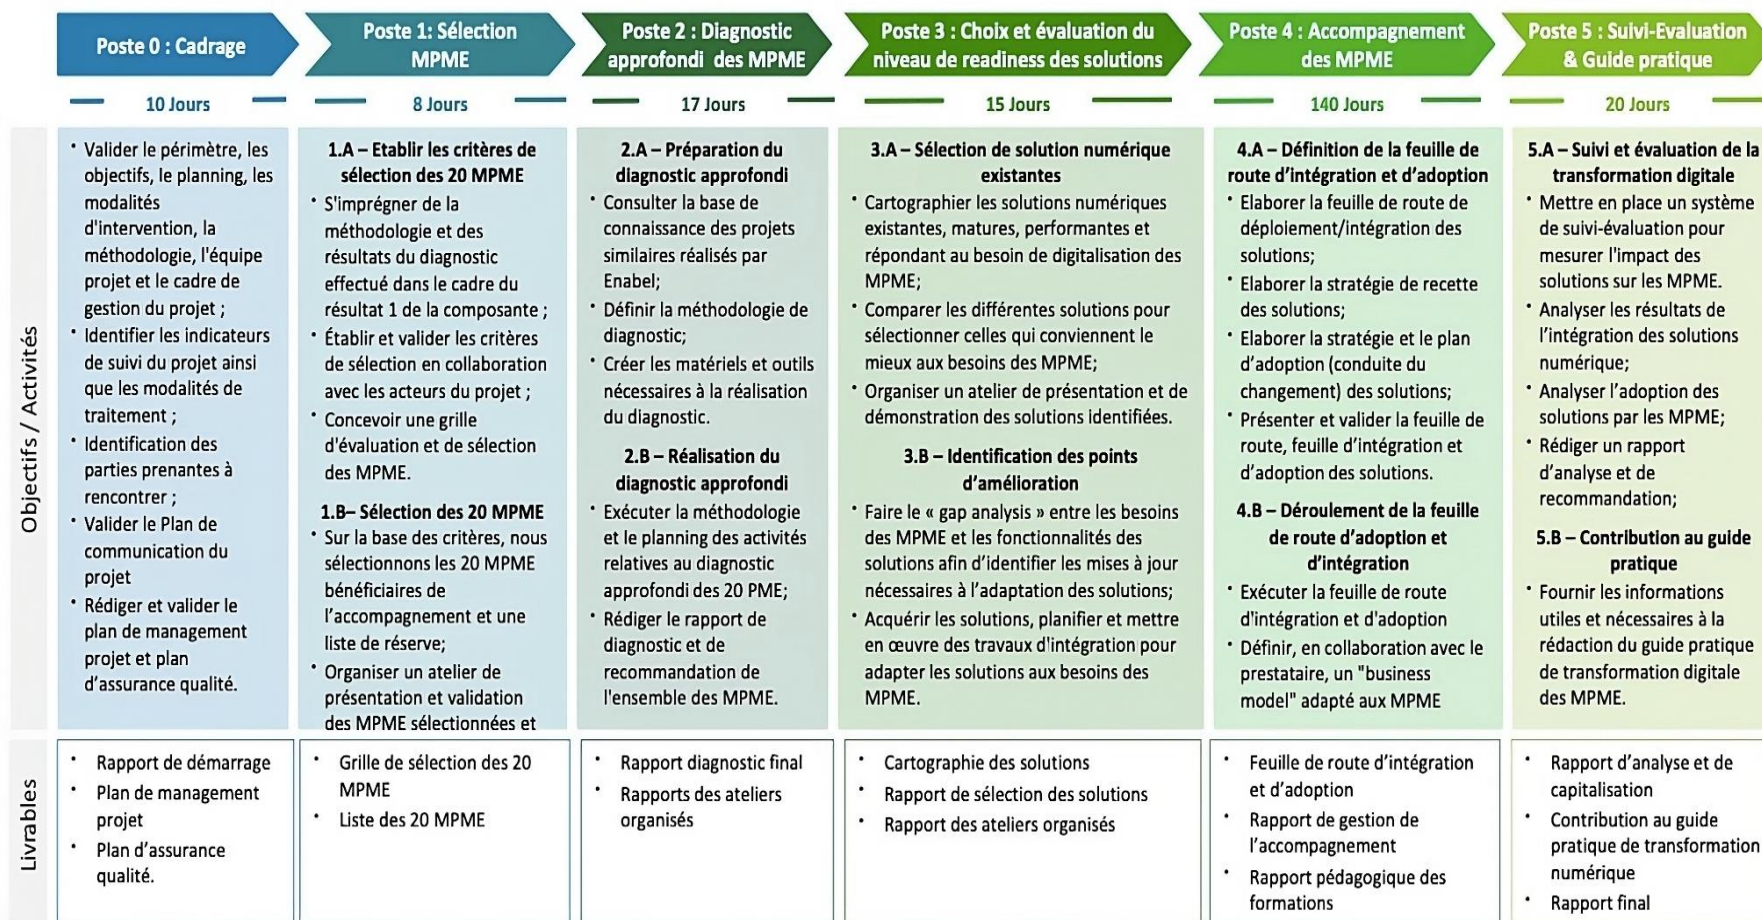 Poste 0 : Cadrage
Poste 1: Sélection
MPME
Poste 2 : Diagnostic
approfondi des MPME
Poste 3 : Choix et évaluation du
niveau de readiness des solutions
Poste 4 : Accompagnement
des MPME
Poste 5 : Suivi-Evaluation
& Guide pratique
10 Jours
8 Jours
17 Jours
15 Jours
140 Jours
20 Jours
Objectifs / Activités
• Valider le périmètre, les
objectifs, le planning, les
modalités
d'intervention, la
méthodologie, l'équipe
projet et le cadre de
gestion du projet ;
• Identifier les indicateurs
de suivi du projet ainsi
que les modalités de
traitement ;
• Identification des
parties prenantes à
rencontrer ;
• Valider le Plan de
communication du
projet
• Rédiger et valider le
plan de management
projet et plan
d'assurance qualité.
1.A – Etablir les critères de
sélection des 20 MPME
• S'imprégner de la
méthodologie et des
résultats du diagnostic
effectué dans le cadre du
résultat 1 de la composante ;
• Établir et valider les critères
de sélection en collaboration
avec les acteurs du projet ;
• Concevoir une grille
d'évaluation et de sélection
des MPME.
1.B– Sélection des 20 MPME
• Sur la base des critères, nous
sélectionnons les 20 MPME
bénéficiaires de
l'accompagnement et une
liste de réserve;
• Organiser un atelier de
présentation et validation
des MPME sélectionnées et
2.A – Préparation du
diagnostic approfondi
• Consulter la base de
connaissance des projets
similaires réalisés par
Enabel;
• Définir la méthodologie de
diagnostic;
• Créer les matériels et outils
nécessaires à la réalisation
du diagnostic.
2.B – Réalisation du
diagnostic approfondi
• Exécuter la méthodologie
et le planning des activités
relatives au diagnostic
approfondi des 20 PME;
• Rédiger le rapport de
diagnostic et de
recommandation de
l'ensemble des MPME.
3.A – Sélection de solution numérique
existantes
• Cartographier les solutions numériques
existantes, matures, performantes et
répondant au besoin de digitalisation des
MPME;
• Comparer les différentes solutions pour
sélectionner celles qui conviennent le
mieux aux besoins des MPME;
• Organiser un atelier de présentation et de
démonstration des solutions identifiées.
3.B – Identification des points
d'amélioration
• Faire le « gap analysis » entre les besoins
des MPME et les fonctionnalités des
solutions afin d'identifier les mises à jour
nécessaires à l'adaptation des solutions;
• Acquérir les solutions, planifier et mettre
en œuvre des travaux d'intégration pour
adapter les solutions aux besoins des
MPME.
4.A – Définition de la feuille de
route d'intégration et d'adoption
• Elaborer la feuille de route de
déploiement/intégration des
solutions;
• Elaborer la stratégie de recette
des solutions;
• Elaborer la stratégie et le plan
d'adoption (conduite du
changement) des solutions;
• Présenter et valider la feuille de
route, feuille d'intégration et
d'adoption des solutions.
4.B – Déroulement de la feuille
de route d'adoption et
d'intégration
• Exécuter la feuille de route
d'intégration et d'adoption
• Définir, en collaboration avec le
prestataire, un "business
model" adapté aux MPME
5.A – Suivi et évaluation de la
transformation digitale
• Mettre en place un système
de suivi-évaluation pour
mesurer l'impact des
solutions sur les MPME.
• Analyser les résultats de
l'intégration des solutions
numérique;
• Analyser l'adoption des
solutions par les MPME;
• Rédiger un rapport
d'analyse et de
recommandation;
5.B – Contribution au guide
pratique
• Fournir les informations
utiles et nécessaires à la
rédaction du guide pratique
de transformation digitale
des MPME.
Livrables
• Rapport de démarrage
• Plan de management
projet
• Plan d'assurance
qualité.
• Grille de sélection des 20
MPME
• Liste des 20 MPME
• Rapport diagnostic final
• Rapports des ateliers
organisés
• Cartographie des solutions
• Rapport de sélection des solutions
• Rapport des ateliers organisés
• Feuille de route d'intégration
et d'adoption
• Rapport de gestion de
l'accompagnement
• Rapport pédagogique des
formations
• Rapport d'analyse et de
capitalisation
• Contribution au guide
pratique de transformation
numérique
• Rapport final